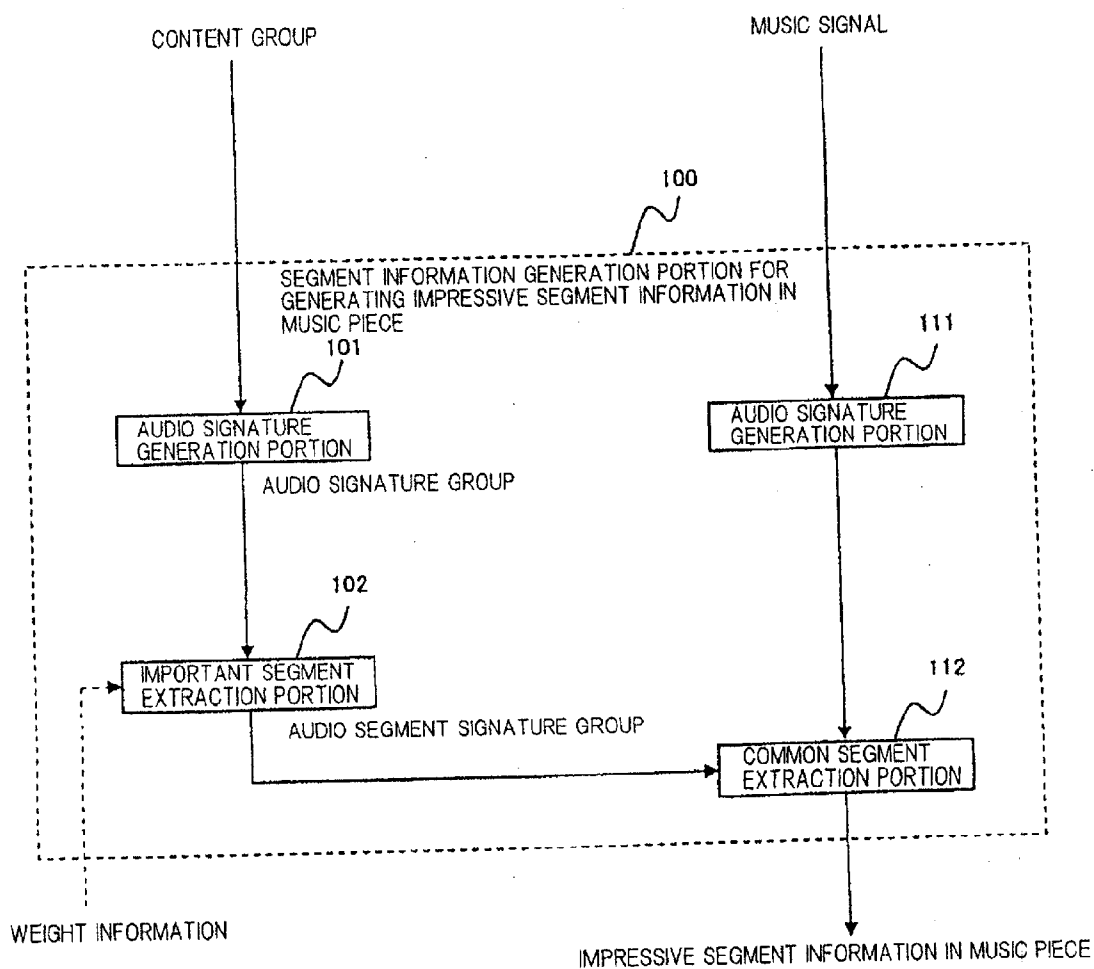 CONTENT GROUP
MUSIC SIGNAL
100
SEGMENT INFORMATION GENERATION PORTION FOR
GENERATING IMPRESSIVE SEGMENT INFORMATION IN
MUSIC PIECE
101
111
AUDIO SIGNATURE
GENERATION PORTION
AUDIO SIGNATURE
GENERATION PORTION
AUDIO SIGNATURE GROUP
102
IMPORTANT SEGMENT
EXTRACTION PORTION
112
AUDIO SEGMENT SIGNATURE GROUP
COMMON SEGMENT
EXTRACTION PORTION
WEIGHT INFORMATION
IMPRESSIVE SEGMENT INFORMATION IN MUSIC PIECE